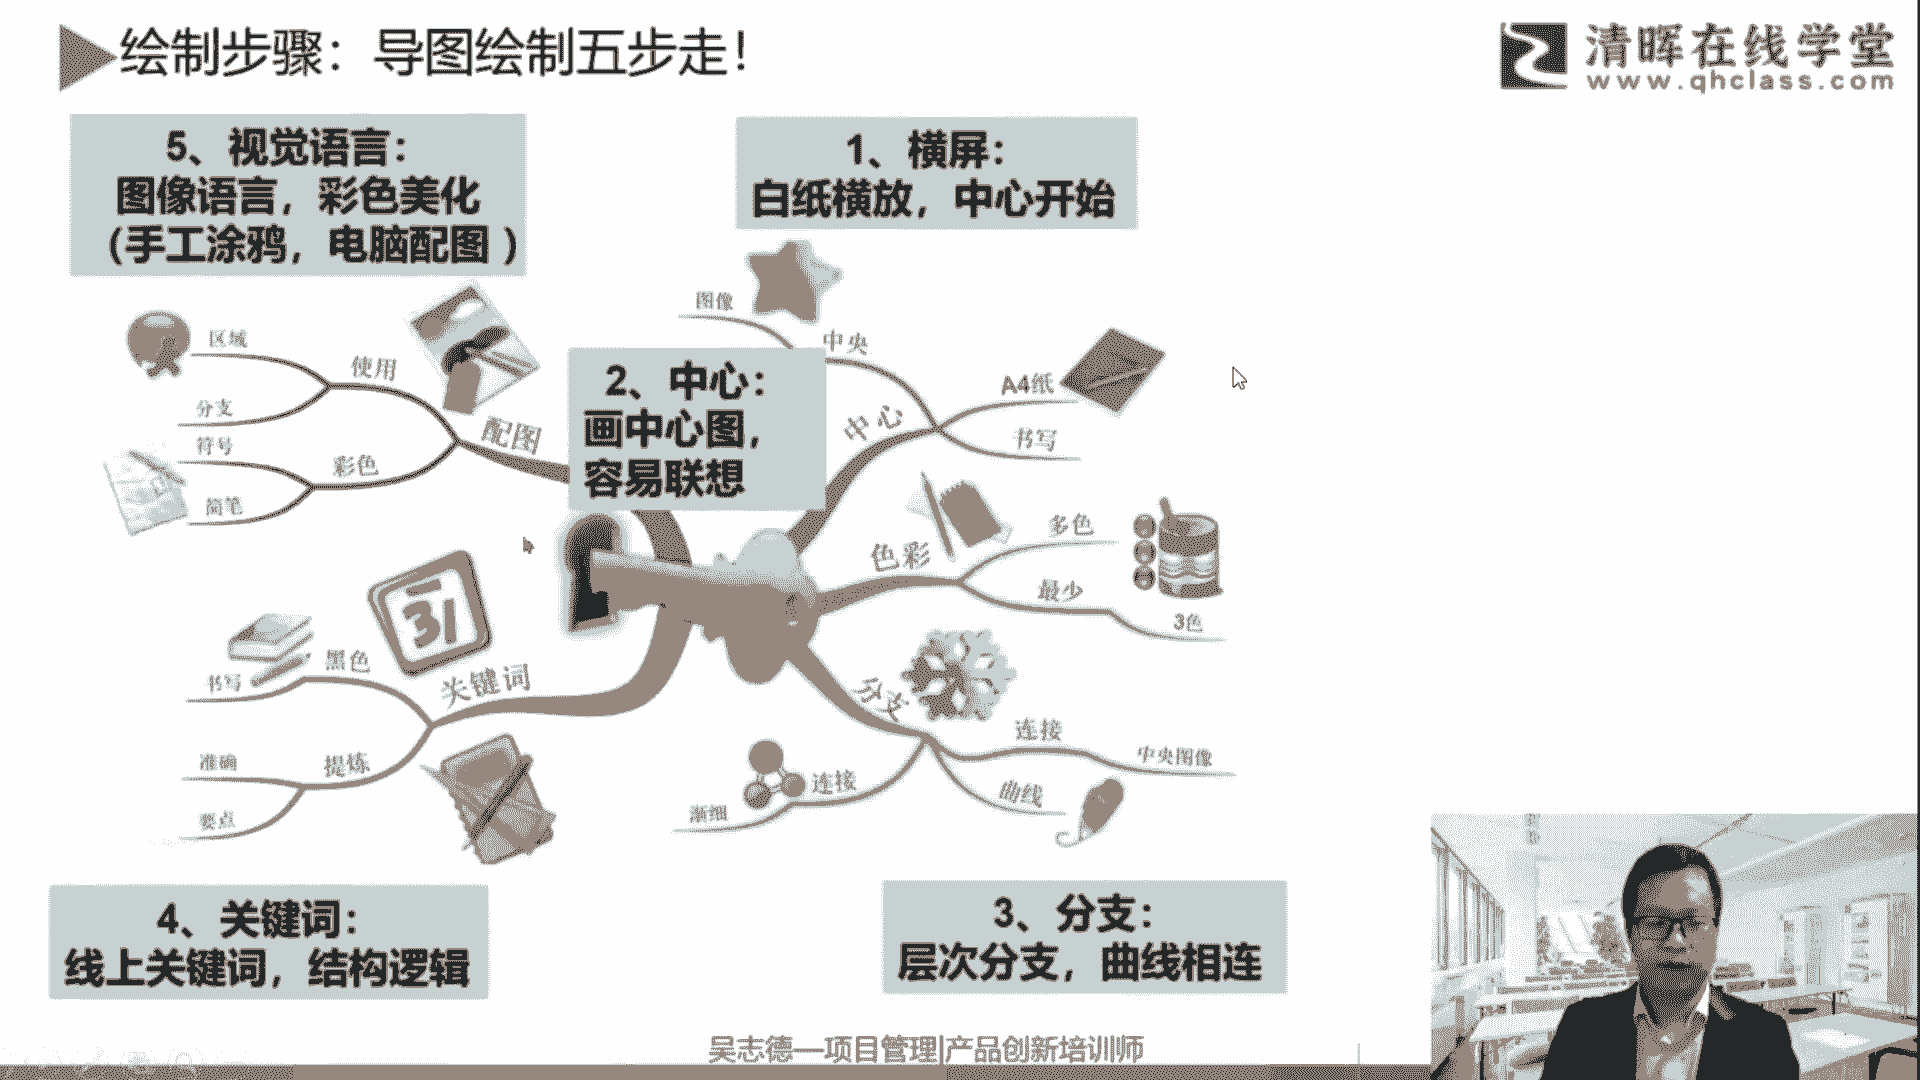 绘制步骤：导图绘制五步走！
清晖在线学堂
www.qhclass.com
5、视觉语言：
图像语言，彩色美化
（手工涂鸦，电脑配图 ）
1、横屏：
白纸横放，中心开始
2、中心：
画中心图，
容易联想
图像
中央
中心
A4纸
书写
色彩
多色
最少
3色
分支
连接
中央图像
曲线
连接
渐细
区域
使用
分支
配图
符号
彩色
简笔
31
关键词
黑色
书写
准确
提炼
要点
4、关键词：
线上关键词，结构逻辑
3、分支：
层次分支，曲线相连
吴志德—项目管理|产品创新培训师